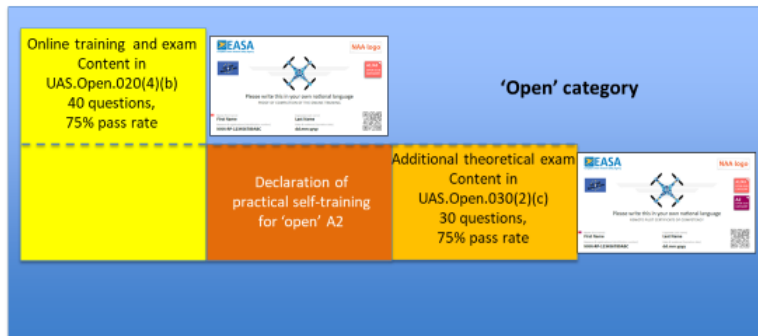 Online training and exam
Content in
UAS.Open.020(4)(b)
40 questions,
75% pass rate
EASA
NAA logo
Please write this in your own national language
First Name
Last Name
'Open' category
Declaration of
practical self-training
for 'open' A2
Additional theoretical exam
Content in
UAS.Open.030(2)(c)
30 questions,
75% pass rate
EASA
NAA logo
Please write this in your own national language
First Name
Last Name